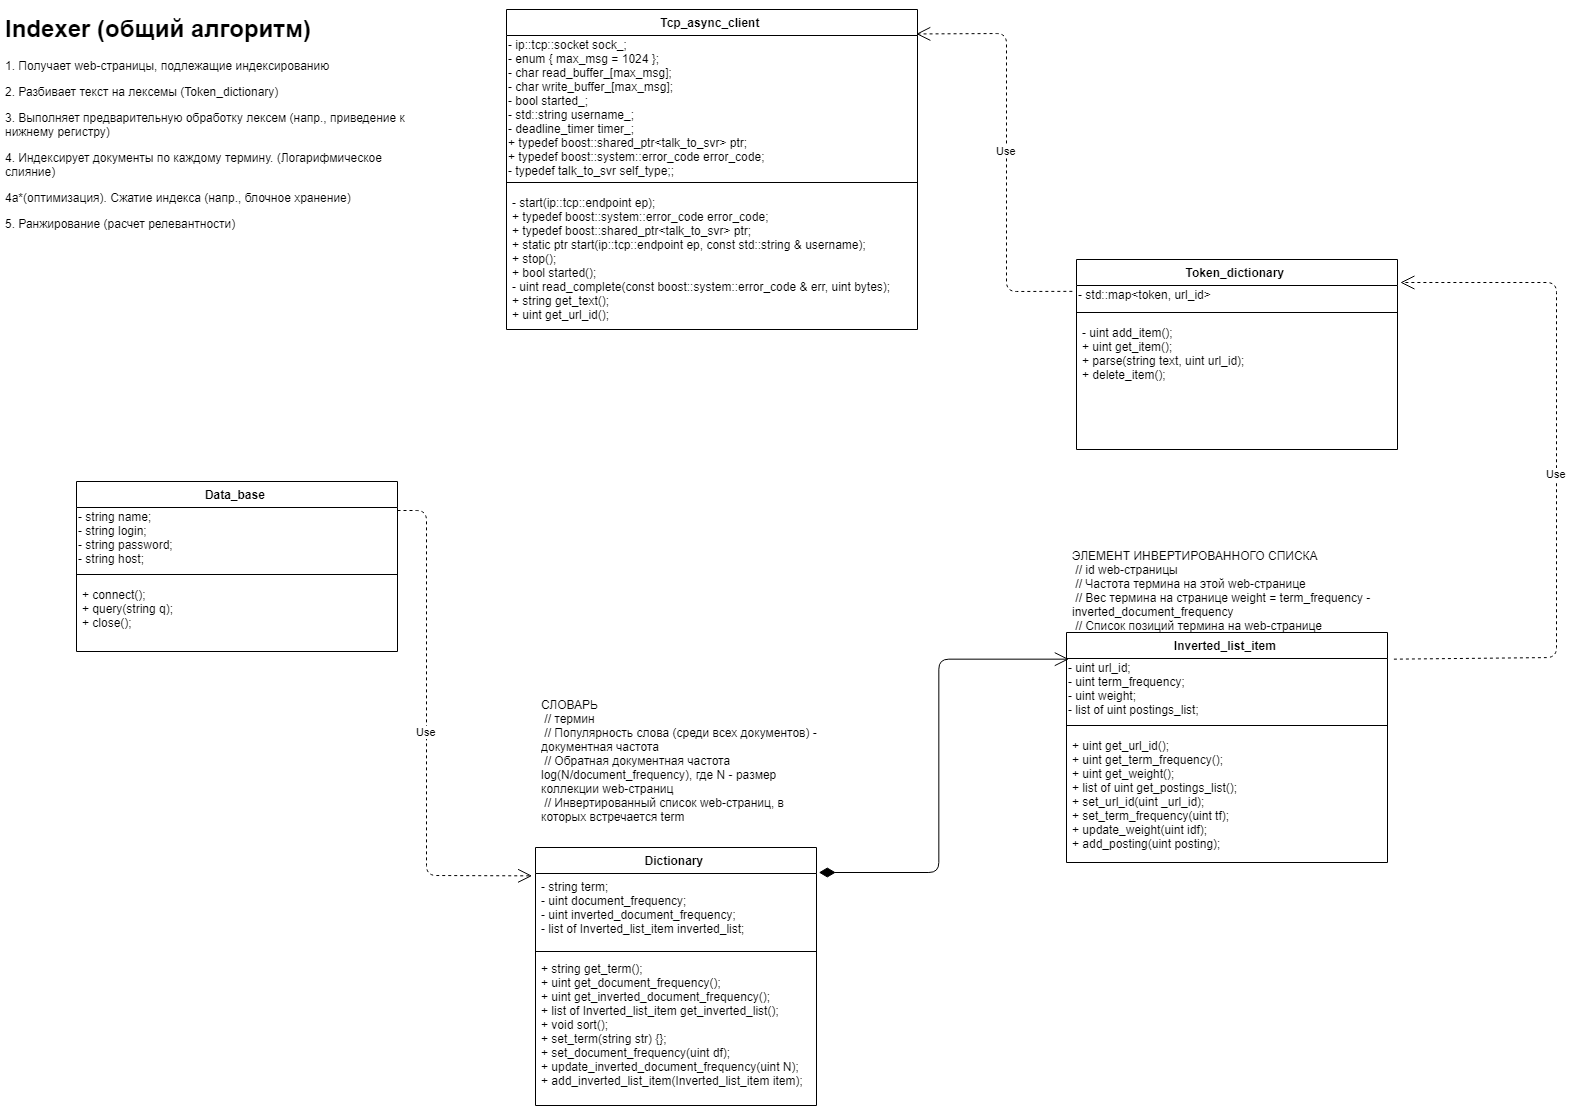 Indexer (общий алгоритм)
1. Получает web-страницы, подлежащие индексированию
2. Разбивает текст на лексемы (Token_dictionary)
3. Выполняет предварительную обработку лексем (напр., приведение к
нижнему регистру)
4. Индексирует документы по каждому термину. (Логарифмическое
слияние)
4a*(оптимизация). Сжатие индекса (напр., блочное хранение)
5. Ранжирование (расчет релевантности)
Tcp_async_client
- ip::tcp::socket sock_;
- enum { max_msg = 1024 };
- char read_buffer_[max_msg];
- char write_buffer_[max_msg];
- bool started_;
- std::string username_;
- deadline_timer timer_;
+ typedef boost::shared_ptr<talk_to_svr> ptr;
+ typedef boost::system::error_code error_code;
- typedef talk_to_svr self_type;;
- start(ip::tcp::endpoint ep);
+ typedef boost::system::error_code error_code;
+ typedef boost::shared_ptr<talk_to_svr> ptr;
+ static ptr start(ip::tcp::endpoint ep, const std::string & username);
+ stop();
+ bool started();
- uint read_complete(const boost::system::error_code & err, uint bytes);
+ string get_text();
+ uint get_url_id();
Use
Token_dictionary
- std::map<token, url_id>
- uint add_item();
+ uint get_item();
+ parse(string text, uint url_id);
+ delete_item();
Use
Data_base
- string name;
- string login;
- string password;
- string host;
+ connect();
+ query(string q);
+ close();
Use
ЭЛЕМЕНТ ИНВЕРТИРОВАННОГО СПИСКА
// id web-страницы
// Частота термина на этой web-странице
// Вес термина на странице weight = term_frequency -
inverted_document_frequency
// Список позиций термина на web-странице
Inverted_list_item
- uint url_id;
- uint term_frequency;
- uint weight;
- list of uint postings_list;
+ uint get_url_id();
+ uint get_term_frequency();
+ uint get_weight();
+ list of uint get_postings_list();
+ set_url_id(uint _url_id);
+ set_term_frequency(uint tf);
+ update_weight(uint idf);
+ add_posting(uint posting);
СЛОВАРЬ
// термин
// Популярность слова (среди всех документов) -
документная частота
// Обратная документная частота
log(N/document_frequency), где N - размер
коллекции web-страниц
// Инвертированный список web-страниц, в
которых встречается term
Dictionary
- string term;
- uint document_frequency;
- uint inverted_document_frequency;
- list of Inverted_list_item inverted_list;
+ string get_term();
+ uint get_document_frequency();
+ uint get_inverted_document_frequency();
+ list of Inverted_list_item get_inverted_list();
+ void sort();
+ set_term(string str) {};
+ set_document_frequency(uint df);
+ update_inverted_document_frequency(uint N);
+ add_inverted_list_item(Inverted_list_item item);